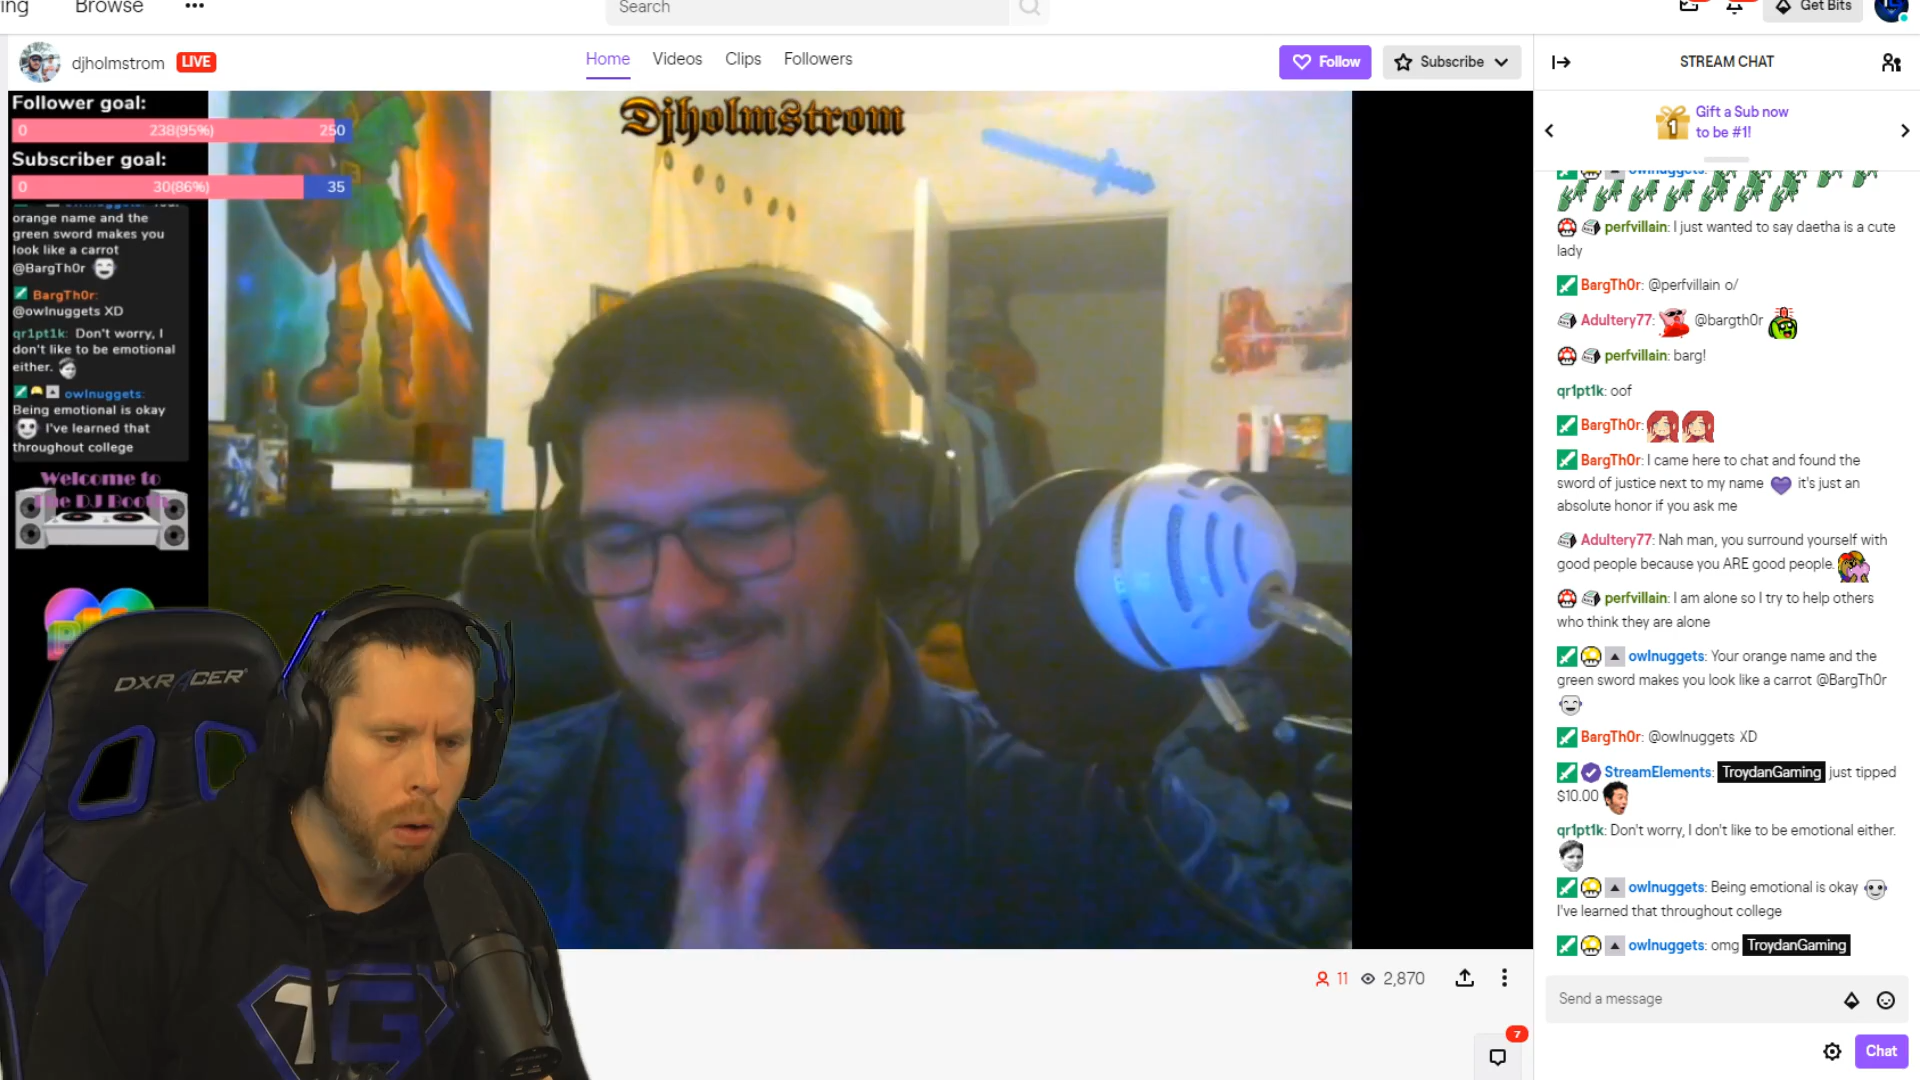 ing
Browse
Search
Get Bits
djholmstrom
LIVE
Home
Videos
Clips
Followers
Follow
Subscribe
STREAM CHAT
Gift a Sub now
to be #1!
1
Follower goal:
0 238(95%) 250
Subscriber goal:
0 30(86%) 35
Djholmstrom
orange name and the
green sword makes you
look like a carrot
@BargTh0r
BargTh0r:
@owlnuggets XD
qr1pt1k: Don't worry, I
don't like to be emotional
either.
owlnuggets:
Being emotional is okay
I've learned that
throughout college
Welcome to
The DJ Booth
DXRACER
TG
owlnuggets:
perfvillain: I just wanted to say daetha is a cute
lady
BargTh0r: @perfvillain o/
Adultery77: @bargth0r
perfvillain: barg!
qr1pt1k: oof
BargTh0r:
BargTh0r: I came here to chat and found the
sword of justice next to my name it's just an
absolute honor if you ask me
Adultery77: Nah man, you surround yourself with
good people because you ARE good people.
perfvillain: I am alone so I try to help others
who think they are alone
owlnuggets: Your orange name and the
green sword makes you look like a carrot @BargTh0r
BargTh0r: @owlnuggets XD
StreamElements: TroydanGaming just tipped
$10.00
qr1pt1k: Don't worry, I don't like to be emotional either.
owlnuggets: Being emotional is okay
I've learned that throughout college
owlnuggets: omg TroydanGaming
11
2,870
7
Send a message
Chat